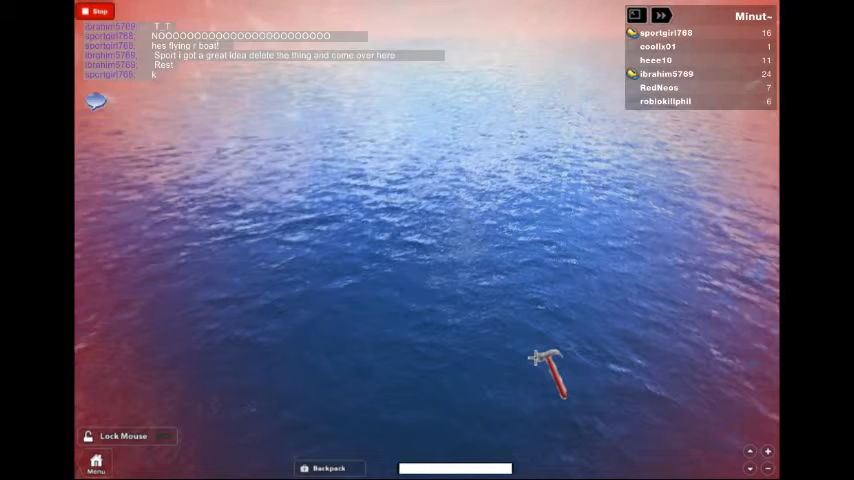 Stop
ibrahim5769; T_T
sportgirl768; NOOOOOOOOOOOOOOOOOOOOOOOOO
sportgirl768; hes flying r boat!
ibrahim5769; Sport i got a great idea delete the thing and come over here
ibrahim5769; Rest
sportgirl768; k
Minut~
sportgirl768 16
coollx01 1
heee10 11
ibrahim5769 24
RedNeos 7
roblokillphil 6
Lock Mouse
Menu
Backpack